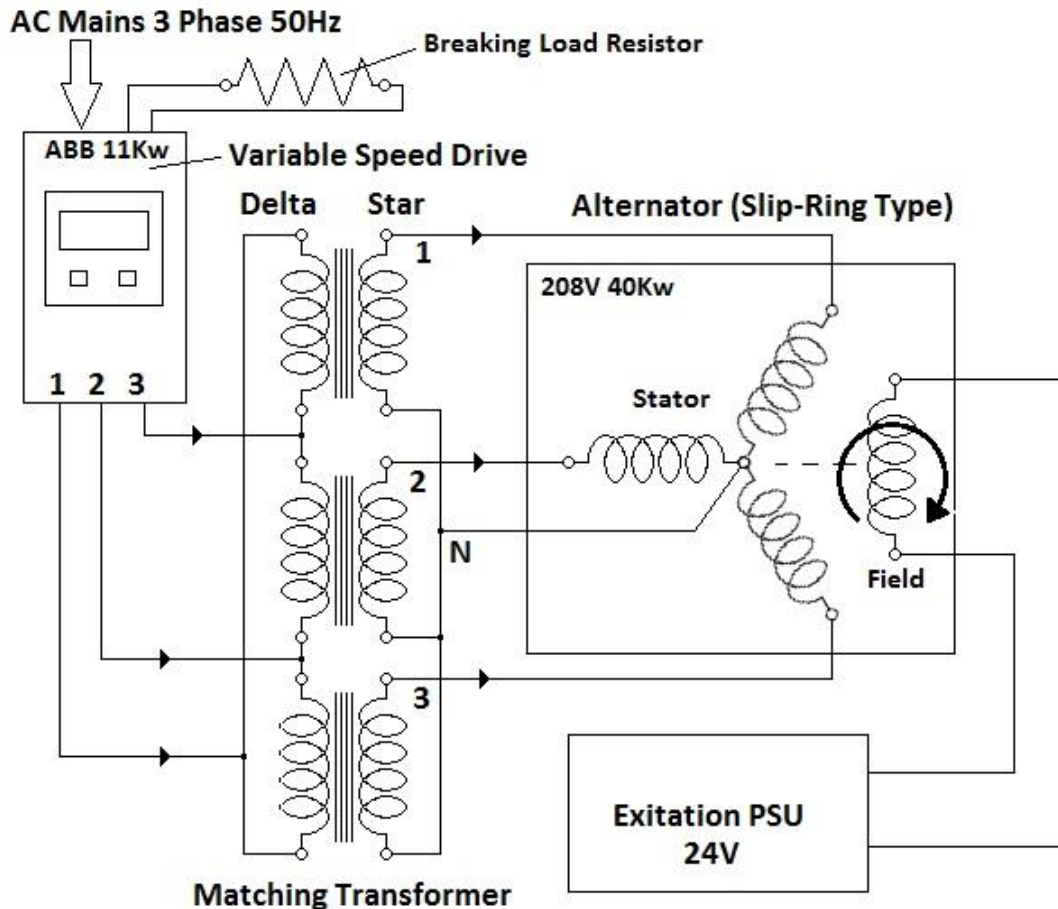 AC Mains 3 Phase 50Hz
Breaking Load Resistor
ABB 11Kw
Variable Speed Drive
Delta
Star
Alternator (Slip-Ring Type)
1
208V 40Kw
1 2 3
Stator
2
N
Field
3
Exitation PSU
24V
Matching Transformer